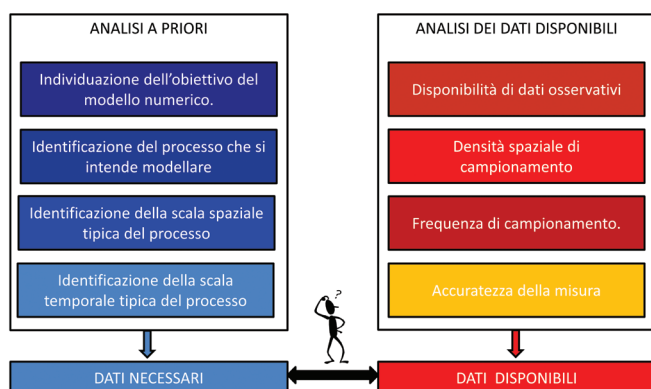 ANALISI A PRIORI
Individuazione dell'obiettivo del
modello numerico.
Identificazione del processo che si
intende modellare
Identificazione della scala spaziale
tipica del processo
Identificazione della scala
temporale tipica del processo
DATI NECESSARI
?
ANALISI DEI DATI DISPONIBILI
Disponibilità di dati osservativi
Densità spaziale di
campionamento
Frequenza di campionamento.
Accuratezza della misura
DATI DISPONIBILI